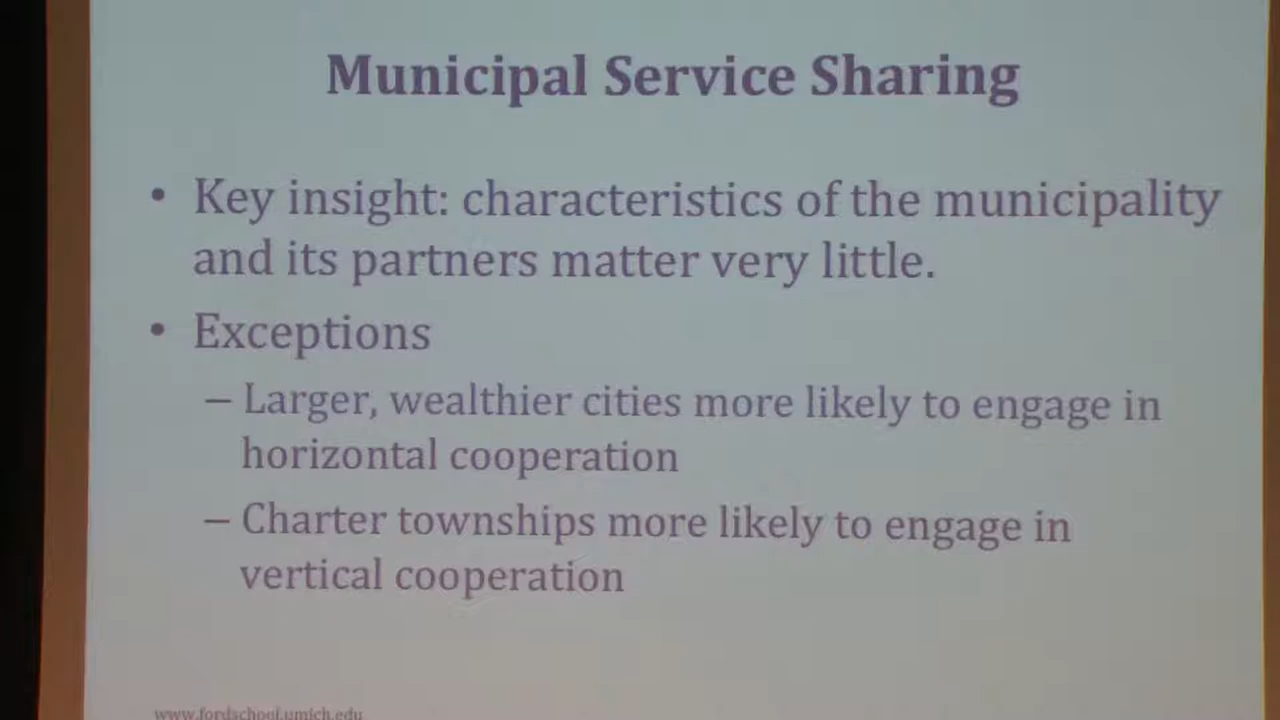 Municipal Service Sharing
• Key insight: characteristics of the municipality
and its partners matter very little.
• Exceptions
– Larger, wealthier cities more likely to engage in
horizontal cooperation
– Charter townships more likely to engage in
vertical cooperation
www.fordschool.umich.edu